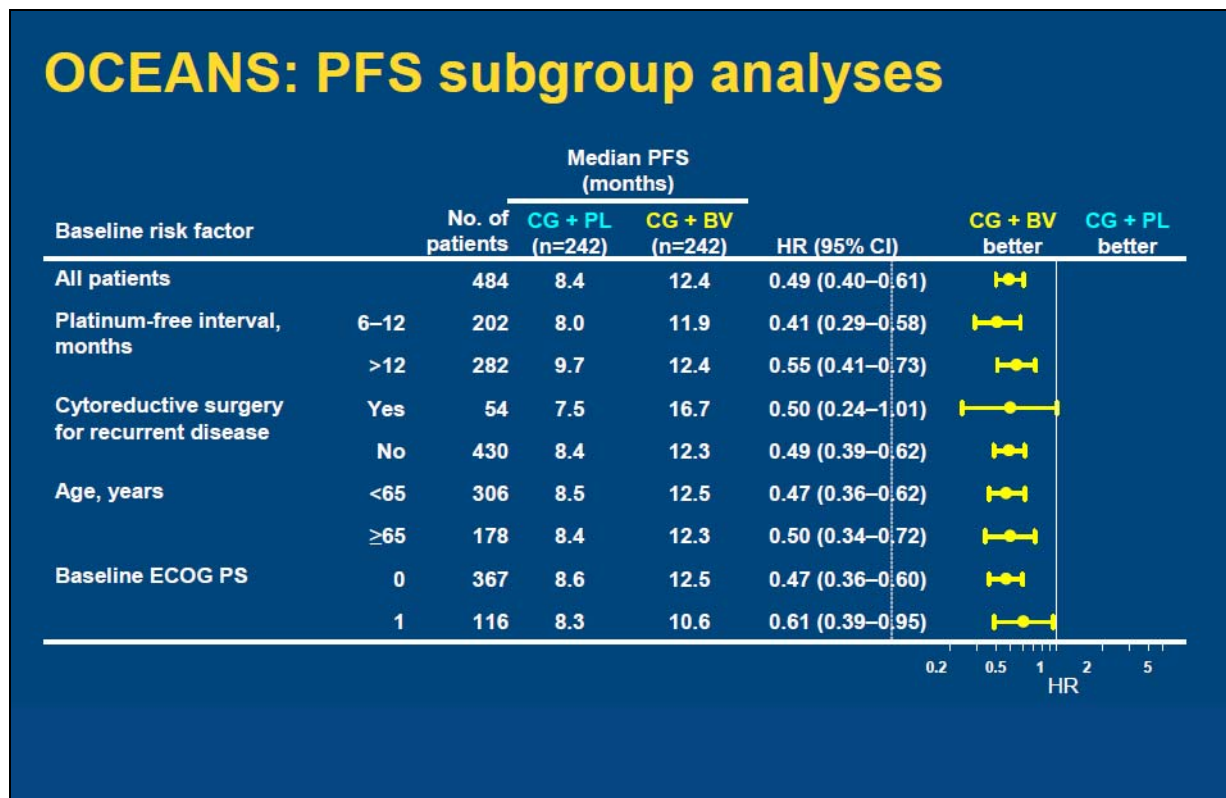 OCEANS: PFS subgroup analyses
Median PFS
(months)
Baseline risk factor No. of patients CG + PL (n=242) CG + BV (n=242) HR (95% CI) CG + BV better CG + PL better
All patients 484 8.4 12.4 0.49 (0.40–0.61)
Platinum-free interval, months 6–12 202 8.0 11.9 0.41 (0.29–0.58)
>12 282 9.7 12.4 0.55 (0.41–0.73)
Cytoreductive surgery for recurrent disease Yes 54 7.5 16.7 0.50 (0.24–1.01)
No 430 8.4 12.3 0.49 (0.39–0.62)
Age, years <65 306 8.5 12.5 0.47 (0.36–0.62)
≥65 178 8.4 12.3 0.50 (0.34–0.72)
Baseline ECOG PS 0 367 8.6 12.5 0.47 (0.36–0.60)
1 116 8.3 10.6 0.61 (0.39–0.95)
0.2 0.5 1 2 5
HR